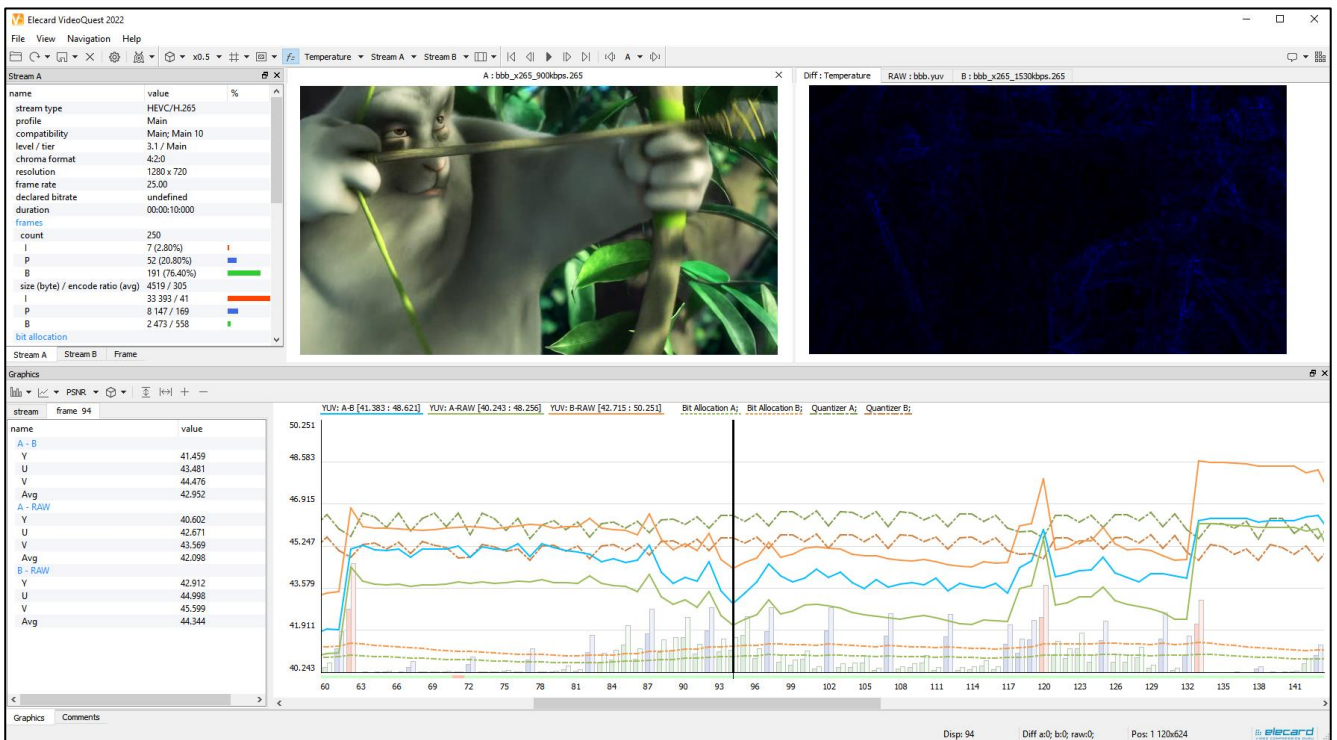 Elecard VideoQuest 2022
File View Navigation Help
x0.5 Temperature Stream A Stream B A
Stream A
A : bbb_x265_900kbps.265
Diff : Temperature RAW : bbb.yuv B : bbb_x265_1530kbps.265
name value %
stream type HEVC/H.265
profile Main
compatibility Main; Main 10
level / tier 3.1 / Main
chroma format 4:2:0
resolution 1280 x 720
frame rate 25.00
declared bitrate undefined
duration 00:00:10:000
frames
count 250
I 7 (2.80%)
P 52 (20.80%)
B 191 (76.40%)
size (byte) / encode ratio (avg) 4519 / 305
I 33 393 / 41
P 8 147 / 169
B 2 473 / 558
bit allocation
Stream A Stream B Frame
Graphics
PSNR
stream frame 94
name value
A - B
Y 41.459
U 43.481
V 44.476
Avg 42.952
A - RAW
Y 40.602
U 42.671
V 43.569
Avg 42.098
B - RAW
Y 42.912
U 44.998
V 45.599
Avg 44.344
YUV: A-B [41.383 : 48.621] YUV: A-RAW [40.243 : 48.256] YUV: B-RAW [42.715 : 50.251] Bit Allocation A; Bit Allocation B; Quantizer A; Quantizer B;
50.251
48.583
46.915
45.247
43.579
41.911
40.243
60 63 66 69 72 75 78 81 84 87 90 93 96 99 102 105 108 111 114 117 120 123 126 129 132 135 138 141
Graphics Comments
Disp: 94 Diff a:0; b:0; raw:0; Pos: 1 120x624
elecard